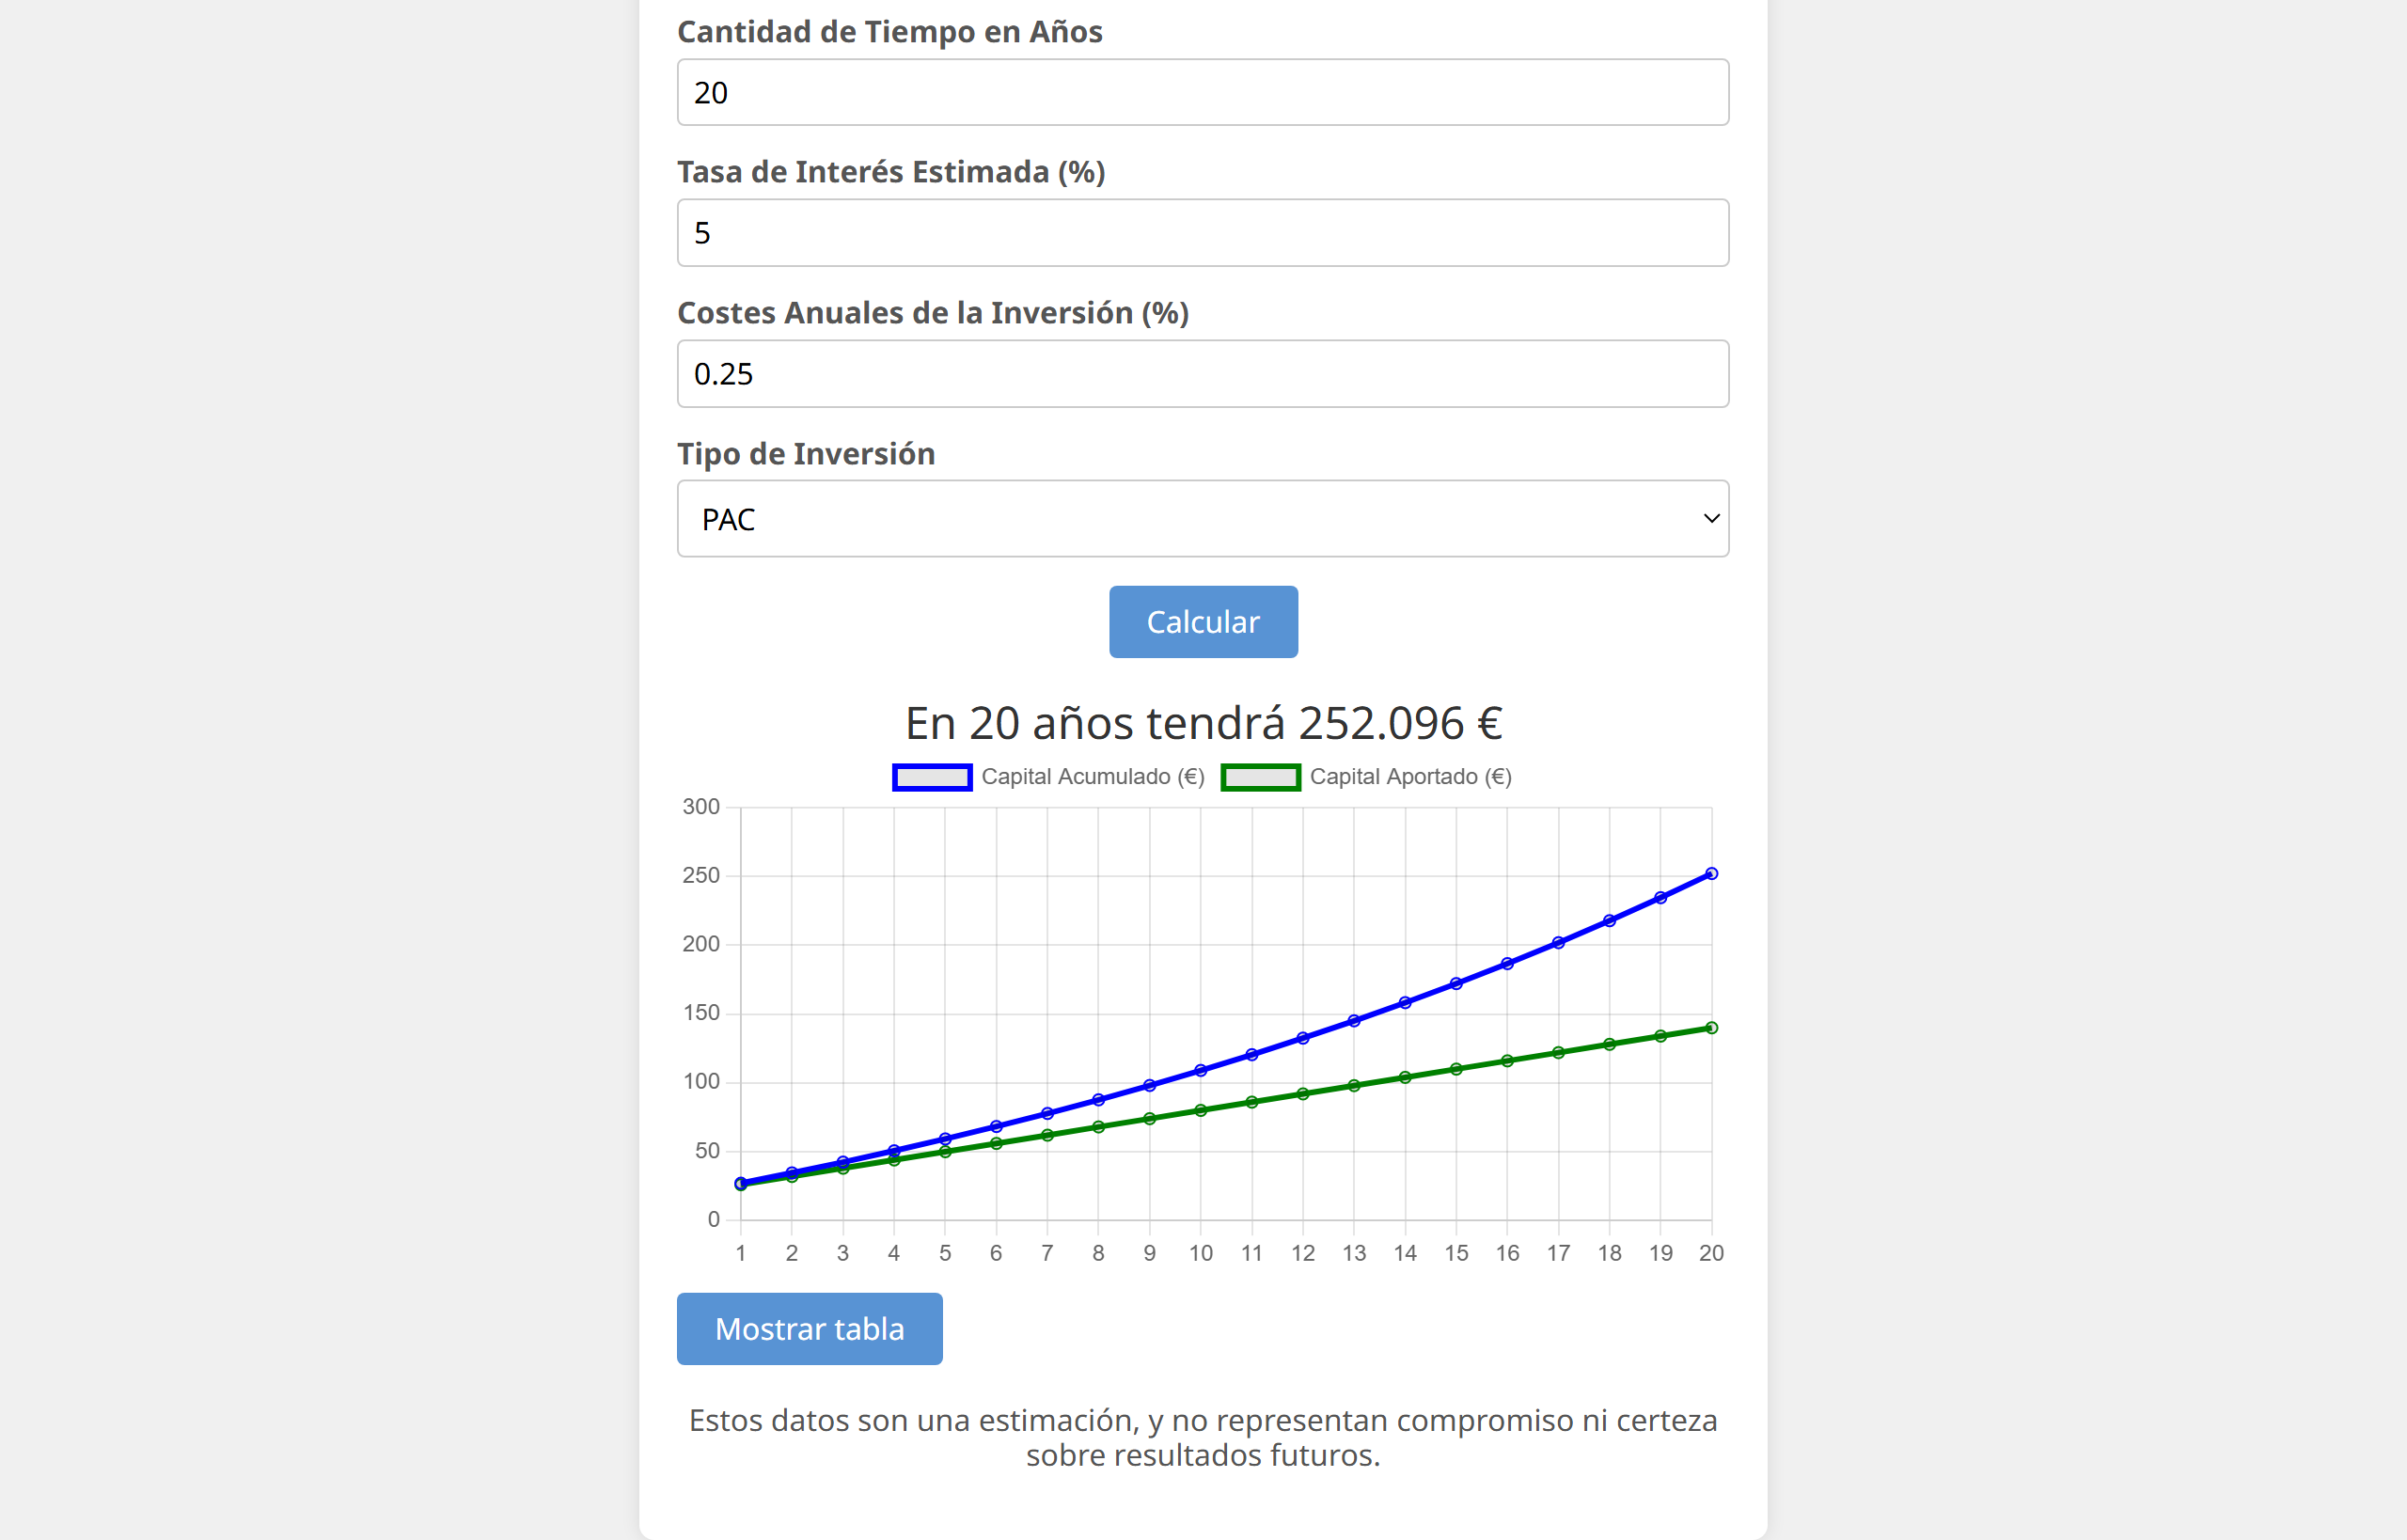 Cantidad de Tiempo en Años
20
Tasa de Interés Estimada (%)
5
Costes Anuales de la Inversión (%)
0.25
Tipo de Inversión
PAC
Calcular
En 20 años tendrá 252.096 €
Capital Acumulado (€) Capital Aportado (€)
300
250
200
150
100
50
0
1 2 3 4 5 6 7 8 9 10 11 12 13 14 15 16 17 18 19 20
Mostrar tabla
Estos datos son una estimación, y no representan compromiso ni certeza
sobre resultados futuros.